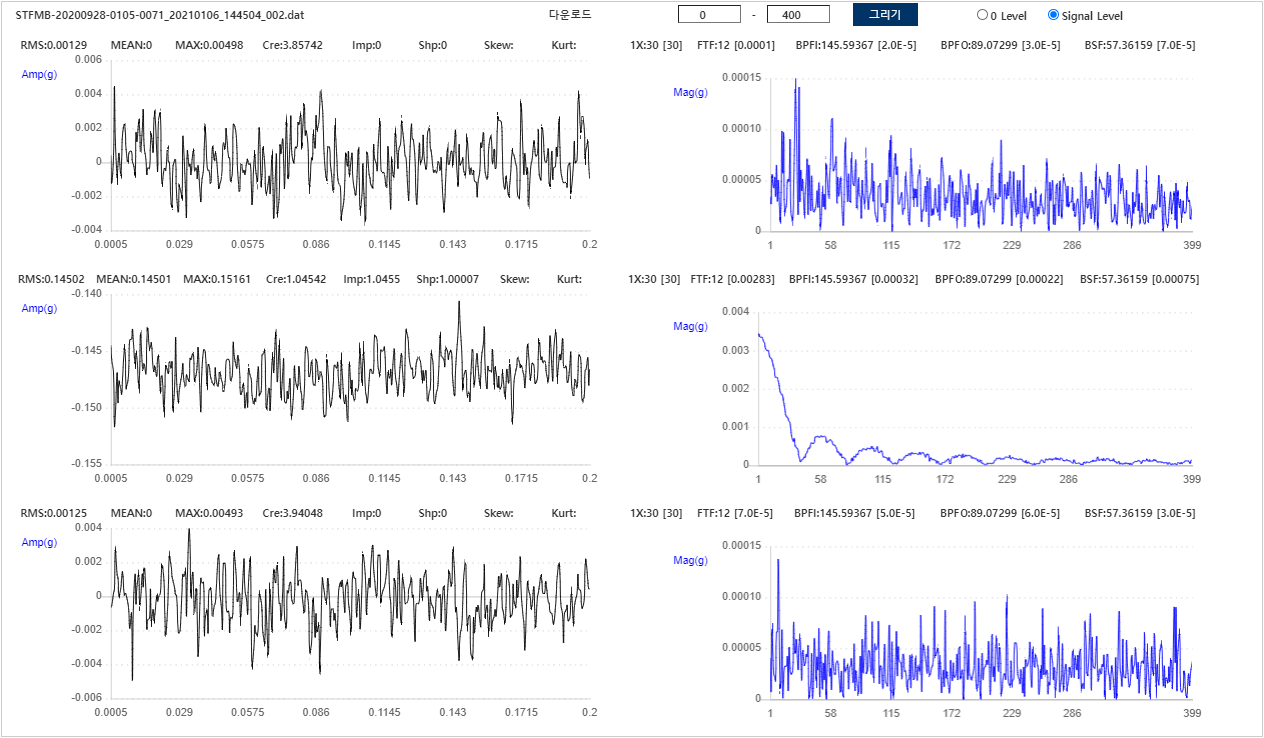 STFMB-20200928-0105-0071_20210106_144504_002.dat 다운로드 0 - 400 그리기 0 Level Signal Level
RMS:0.00129 MEAN:0 MAX:0.00498 Cre:3.85742 Imp:0 Shp:0 Skew: Kurt:
Amp(g)
0.006
0.004
0.002
0
-0.002
-0.004
0.0005 0.029 0.0575 0.086 0.1145 0.143 0.1715 0.2
1X:30 [30] FTF:12 [0.0001] BPFI:145.59367 [2.0E-5] BPFO:89.07299 [3.0E-5] BSF:57.36159 [7.0E-5]
Mag(g)
0.00015
0.00010
0.00005
0
1 58 115 172 229 286 399
RMS:0.14502 MEAN:0.14501 MAX:0.15161 Cre:1.04542 Imp:1.0455 Shp:1.00007 Skew: Kurt:
Amp(g)
-0.140
-0.145
-0.150
-0.155
0.0005 0.029 0.0575 0.086 0.1145 0.143 0.1715 0.2
1X:30 [30] FTF:12 [0.00283] BPFI:145.59367 [0.00032] BPFO:89.07299 [0.00022] BSF:57.36159 [0.00075]
Mag(g)
0.004
0.003
0.002
0.001
0
1 58 115 172 229 286 399
RMS:0.00125 MEAN:0 MAX:0.00493 Cre:3.94048 Imp:0 Shp:0 Skew: Kurt:
Amp(g)
0.004
0.002
0
-0.002
-0.004
-0.006
0.0005 0.029 0.0575 0.086 0.1145 0.143 0.1715 0.2
1X:30 [30] FTF:12 [7.0E-5] BPFI:145.59367 [5.0E-5] BPFO:89.07299 [6.0E-5] BSF:57.36159 [3.0E-5]
Mag(g)
0.00015
0.00010
0.00005
0
1 58 115 172 229 286 399